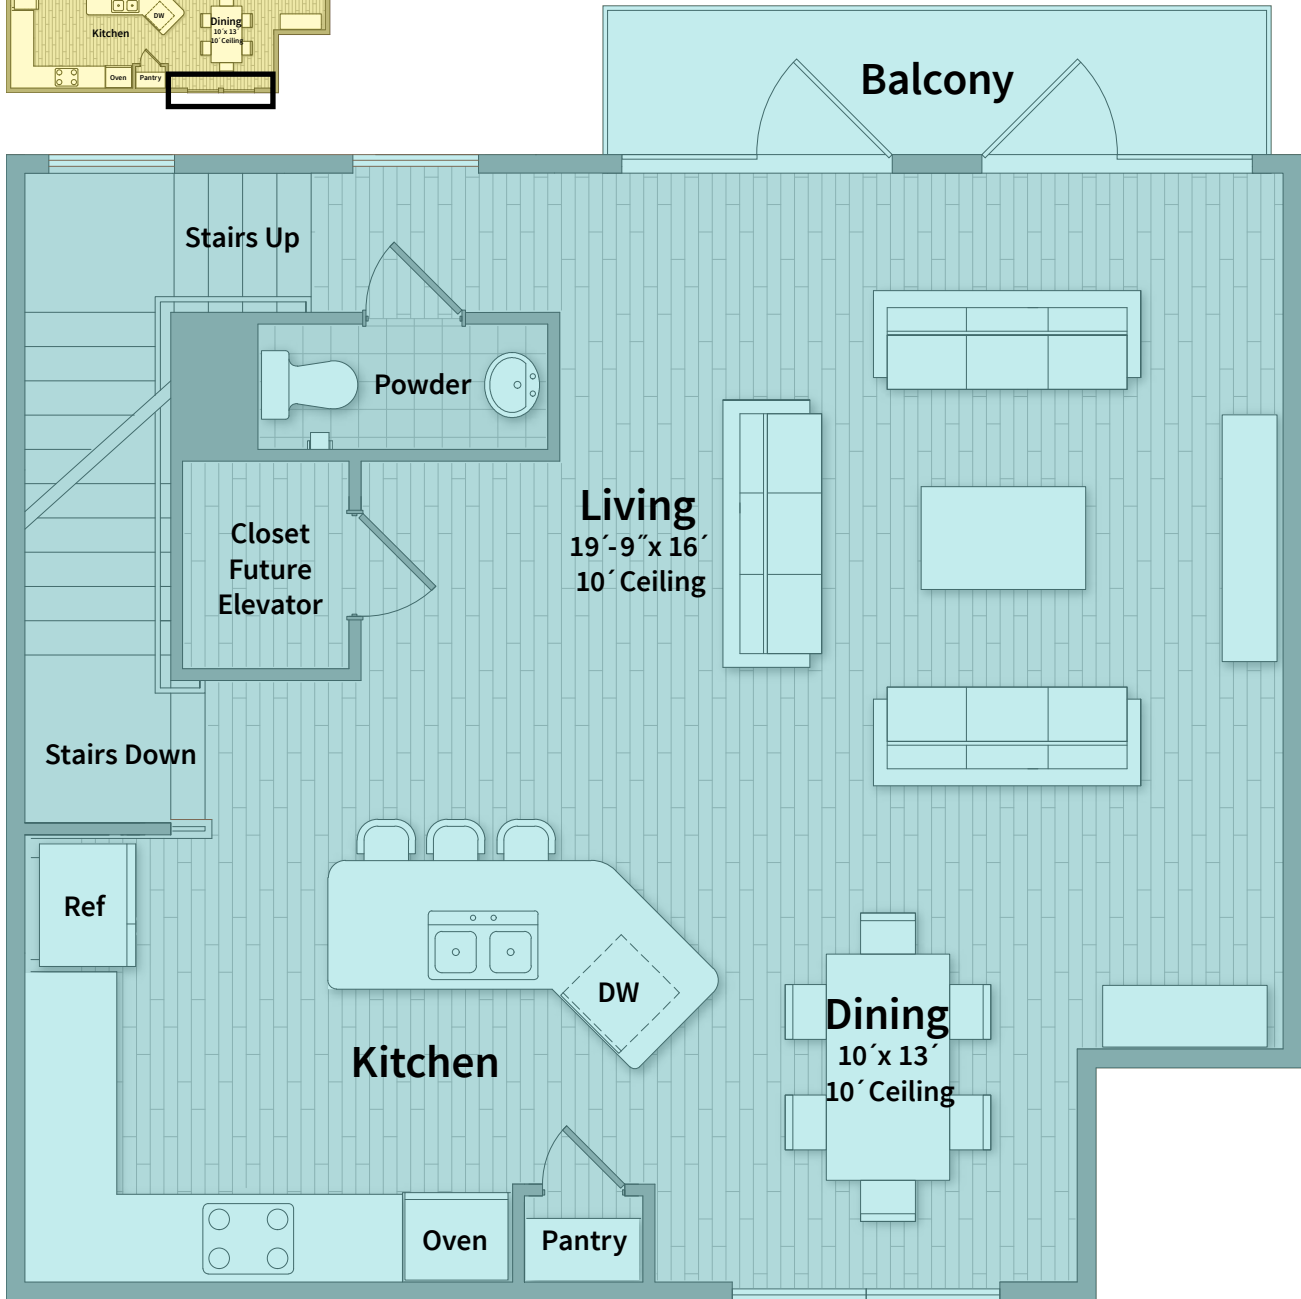 DW
Dining
10´x 13´
10´Ceiling
Kitchen
Oven
Pantry
Balcony
Stairs Up
Powder
Living
19´-9˝x 16´
10´Ceiling
Closet
Future
Elevator
Stairs Down
Ref
DW
Dining
10´x 13´
10´Ceiling
Kitchen
Oven
Pantry